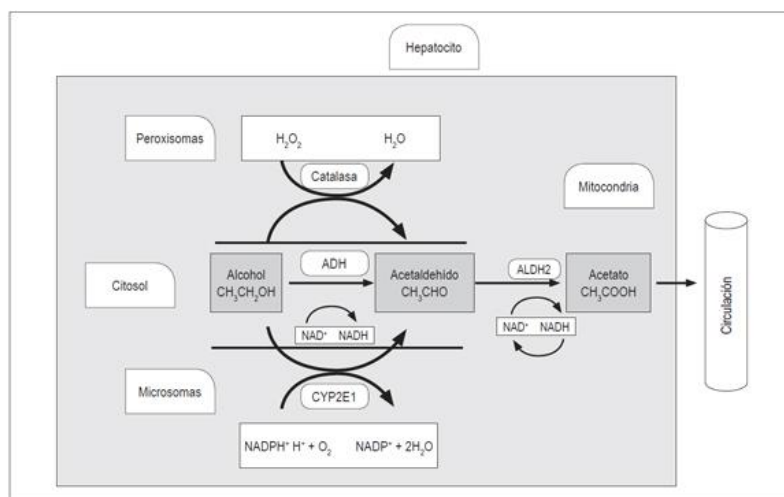 Hepatocito
Peroxisomas
H₂O₂ H₂O
Catalasa
Mitocondria
Citosol
Alcohol
CH₃CH₂OH
ADH
Acetaldehído
CH₃CHO
ALDH2
Acetato
CH₃COOH
Circulación
NAD⁺ NADH
NAD⁺ NADH
Microsomas
CYP2E1
NADPH⁺ H⁺ + O₂ NADP⁺ + 2H₂O